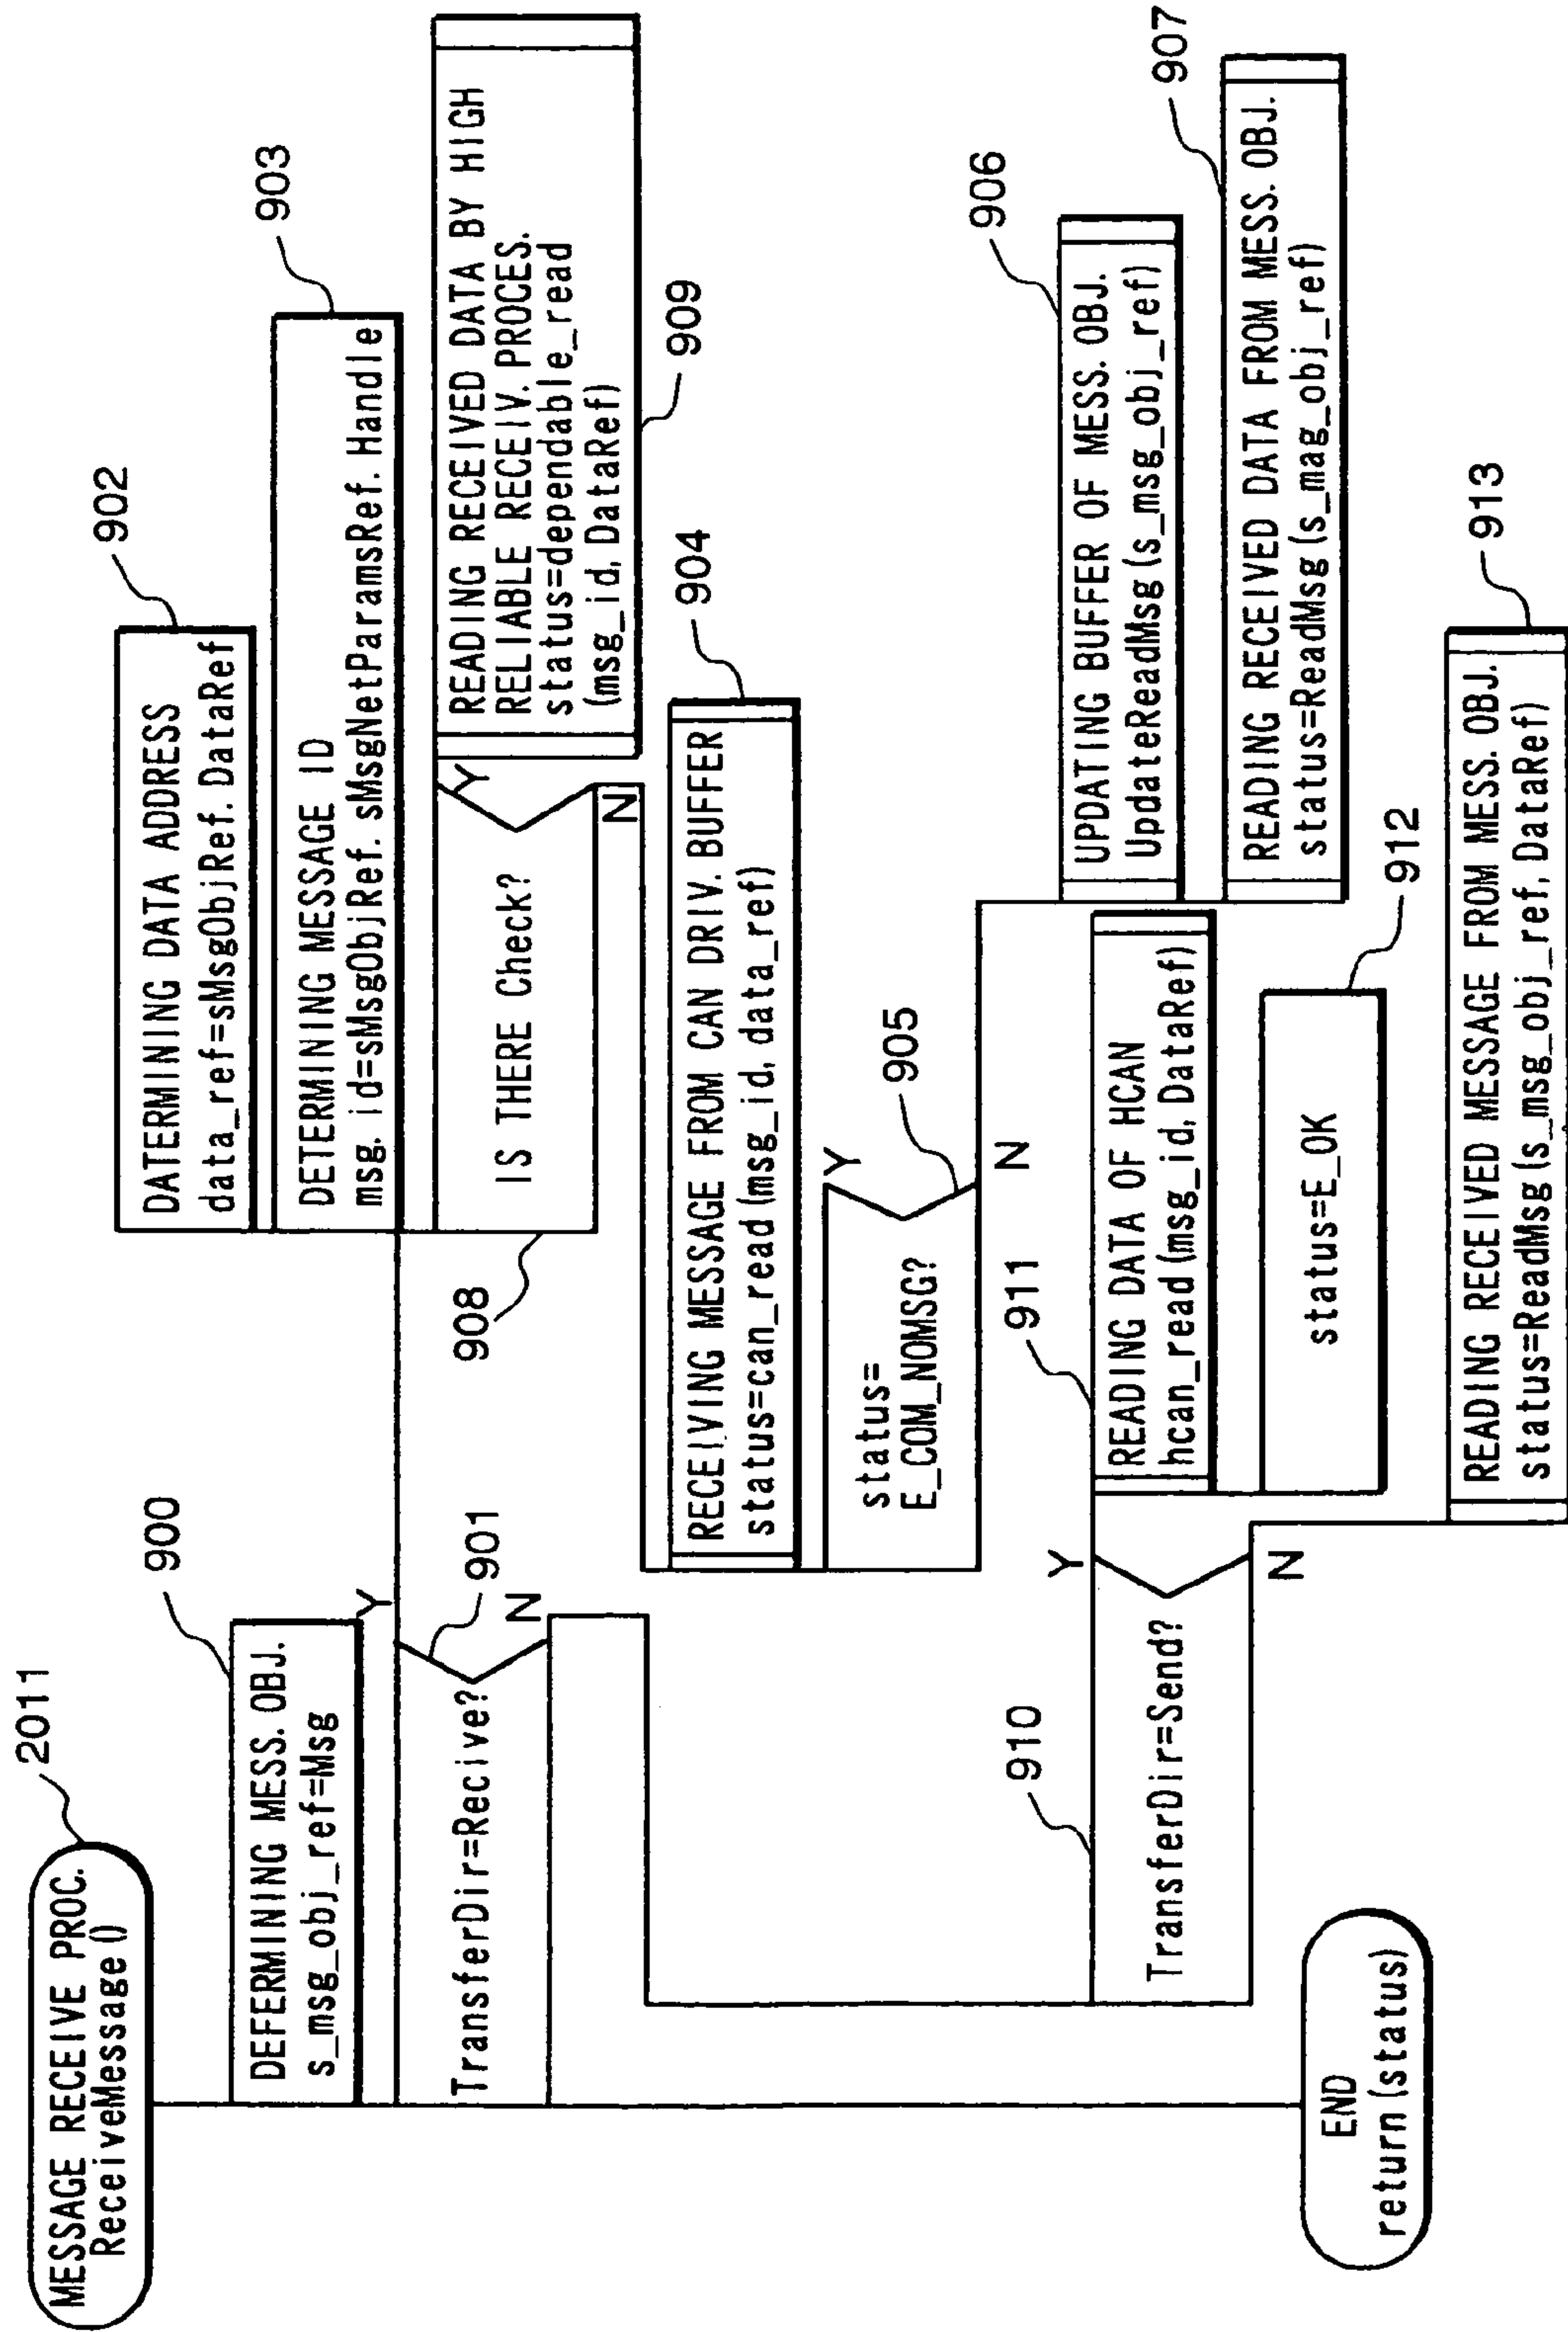 2011
MESSAGE RECEIVE PROC.
ReceiveMessage()
900
DEFERMINING MESS. OBJ.
s_msg_obj_ref=Msg
901
TransferDir=Recive?
Y
N
902
DATERMINING DATA ADDRESS
data_ref=sMsgObjRef.DataRef
903
DETERMINING MESSAGE ID
msg.id=sMsgObjRef.sMsgNetParamsRef.Handle
908
IS THERE Check?
Y
N
READING RECEIVED DATA BY HIGH
RELIABLE RECEIV. PROCES.
status=dependable_read
(msg_id,DataRef)
909
904
RECEIVING MESSAGE FROM CAN DRIV. BUFFER
status=can_read(msg_id,data_ref)
905
status=
E_COM_NOMSG?
Y
N
906
UPDATING BUFFER OF MESS. OBJ.
UpdateReadMsg(s_msg_obj_ref)
907
READING RECEIVED DATA FROM MESS. OBJ.
status=ReadMsg(s_mag_obj_ref)
910
TransferDir=Send?
Y
N
911
READING DATA OF HCAN
hcan_read(msg_id,DataRef)
912
status=E_OK
913
READING RECEIVED MESSAGE FROM MESS. OBJ.
status=ReadMsg(s_msg_obj_ref,DataRef)
END
return(status)